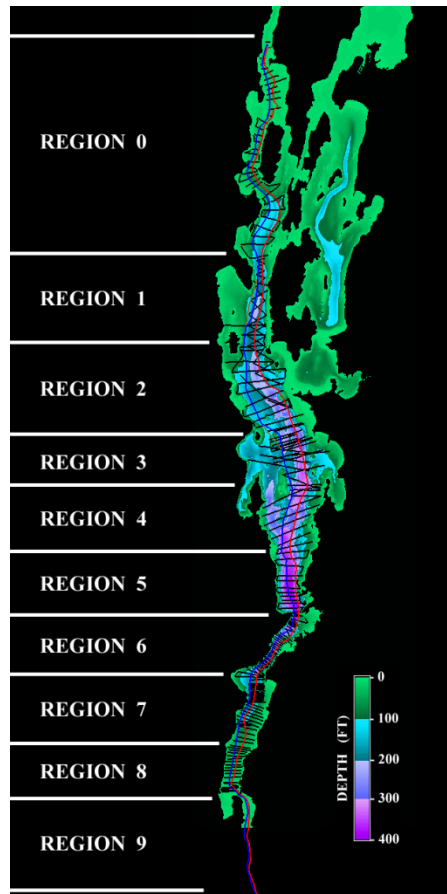 REGION 0
REGION 1
REGION 2
REGION 3
REGION 4
REGION 5
REGION 6
REGION 7
REGION 8
REGION 9
DEPTH (FT)
0
100
200
300
400